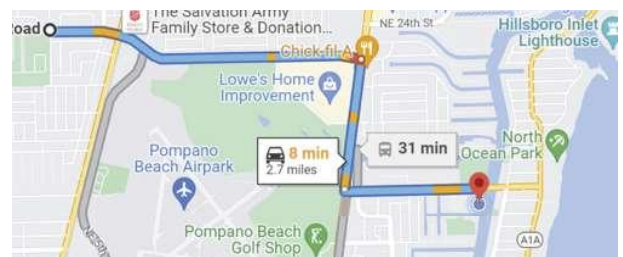 The Salvation Army
Family Store & Donation...
Road
NE 24th St
Hillsboro Inlet
Lighthouse
Chick-fil-A
Lowe's Home
Improvement
8 min
2.7 miles
31 min
North
Ocean Park
Pompano
Beach Airpark
Pompano Beach
Golf Shop
A1A